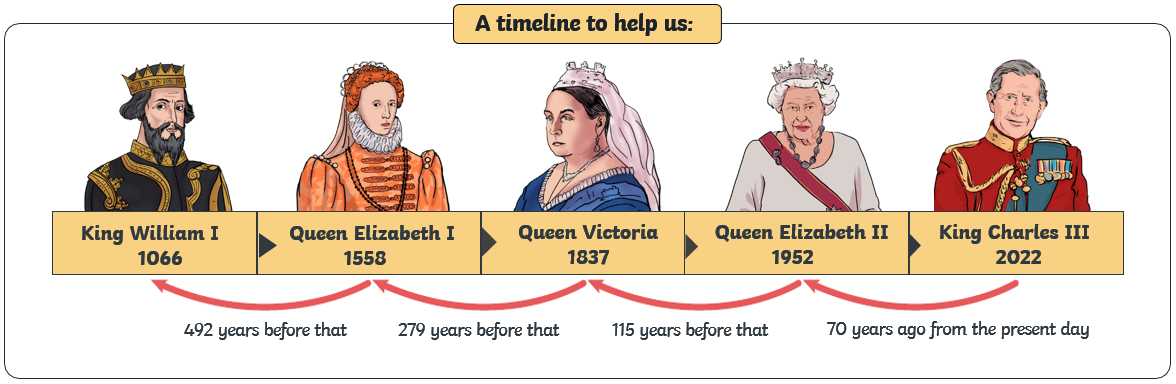 A timeline to help us:
King William I
1066
Queen Elizabeth I
1558
Queen Victoria
1837
Queen Elizabeth II
1952
King Charles III
2022
492 years before that
279 years before that
115 years before that
70 years ago from the present day